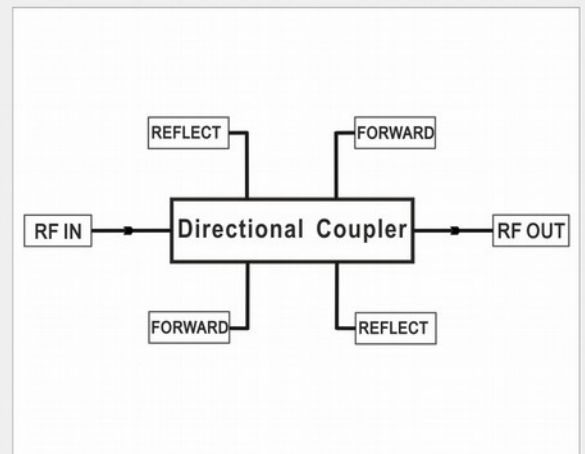 REFLECT
FORWARD
RF IN
Directional Coupler
RF OUT
FORWARD
REFLECT